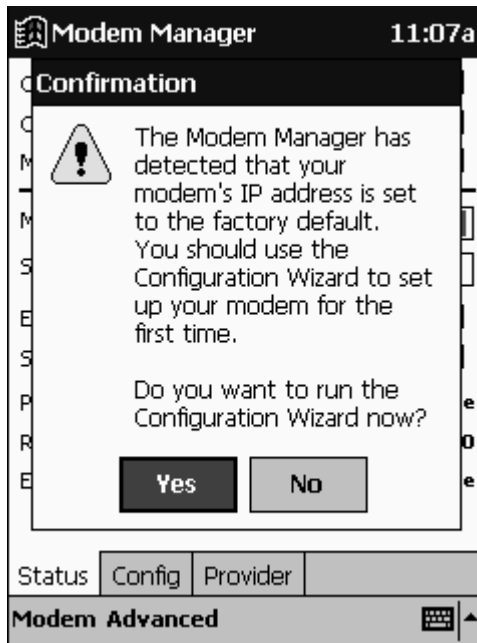 Modem Manager 11:07a
Confirmation
The Modem Manager has
detected that your
modem's IP address is set
to the factory default.
You should use the
Configuration Wizard to set
up your modem for the
first time.
Do you want to run the
Configuration Wizard now?
Yes No
Status Config Provider
Modem Advanced